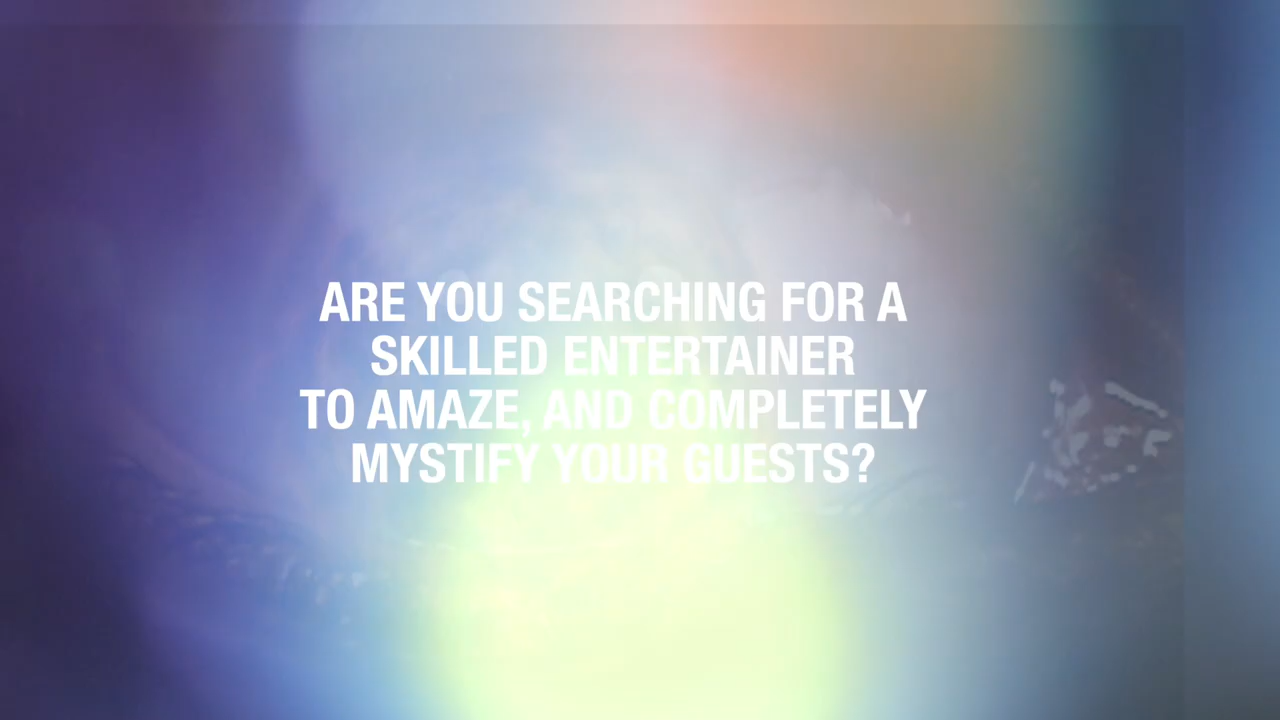 ARE YOU SEARCHING FOR A
SKILLED ENTERTAINER
TO AMAZE, AND COMPLETELY
MYSTIFY YOUR GUESTS?